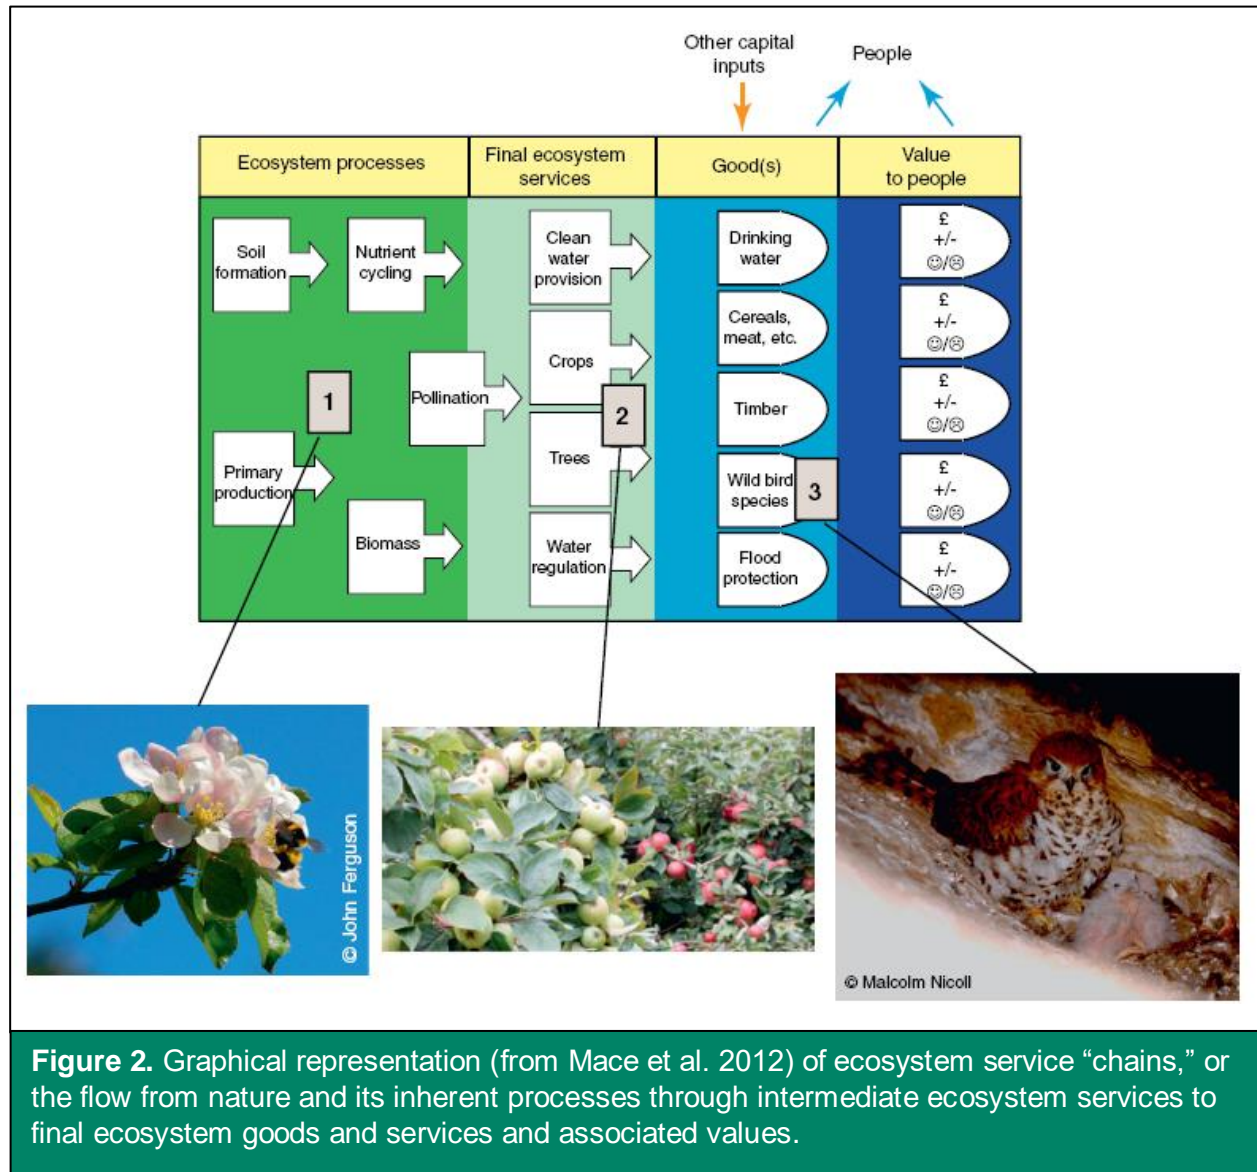 Other capital
inputs
People
Ecosystem processes
Final ecosystem
services
Good(s)
Value
to people
Soil
formation
Nutrient
cycling
Pollination
Primary
production
Biomass
1
Clean
water
provision
Crops
Trees
Water
regulation
2
Drinking
water
Cereals,
meat, etc.
Timber
Wild bird
species
Flood
protection
3
£
+/-
☺/☹
£
+/-
☺/☹
£
+/-
☺/☹
£
+/-
☺/☹
£
+/-
☺/☹
© John Ferguson
© Malcolm Nicoll
Figure 2. Graphical representation (from Mace et al. 2012) of ecosystem service “chains,” or
the flow from nature and its inherent processes through intermediate ecosystem services to
final ecosystem goods and services and associated values.